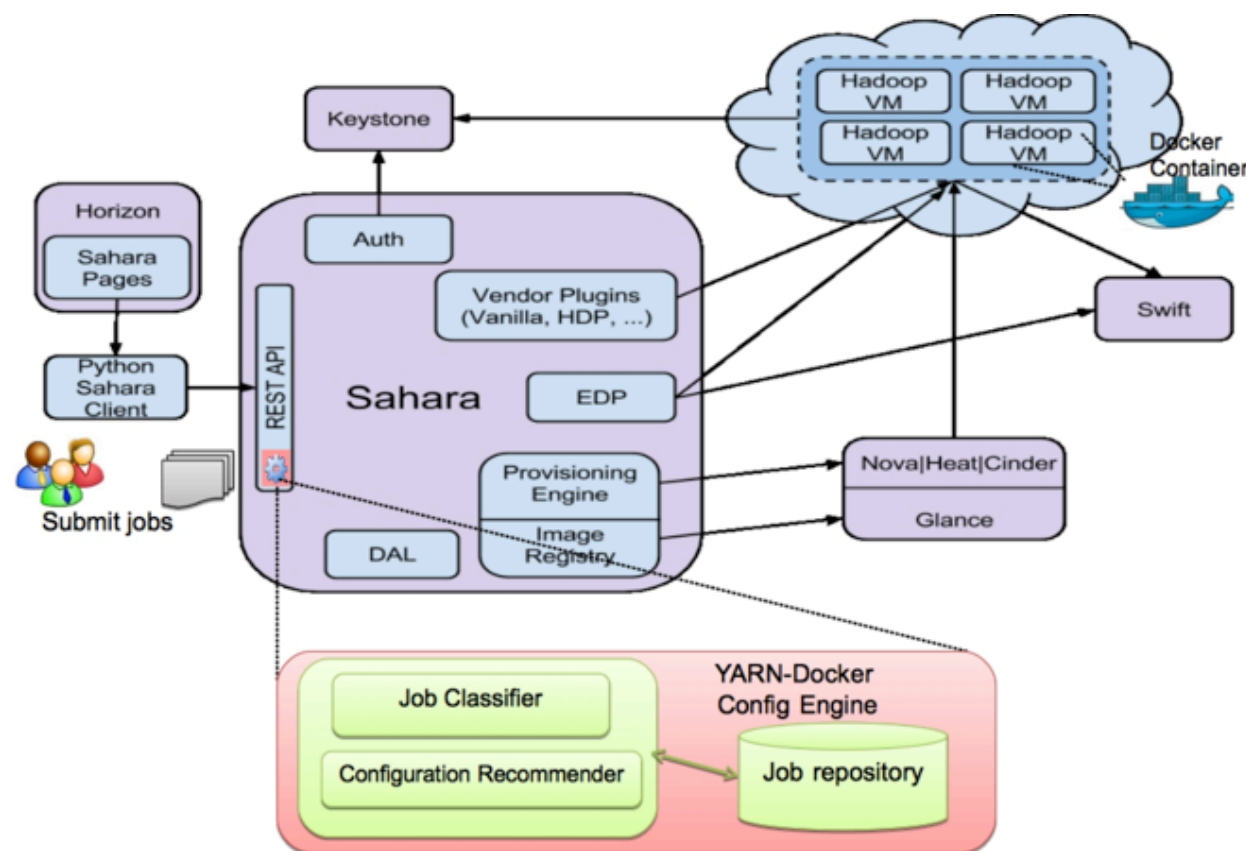 Hadoop
VM
Hadoop
VM
Hadoop
VM
Hadoop
VM
Docker
Container
Keystone
Horizon
Sahara
Pages
Python
Sahara
Client
Submit jobs
Auth
REST API
Vendor Plugins
(Vanilla, HDP, ...)
Sahara
EDP
Provisioning
Engine
Image
Registry
DAL
Swift
Nova|Heat|Cinder
Glance
YARN-Docker
Config Engine
Job Classifier
Configuration Recommender
Job repository